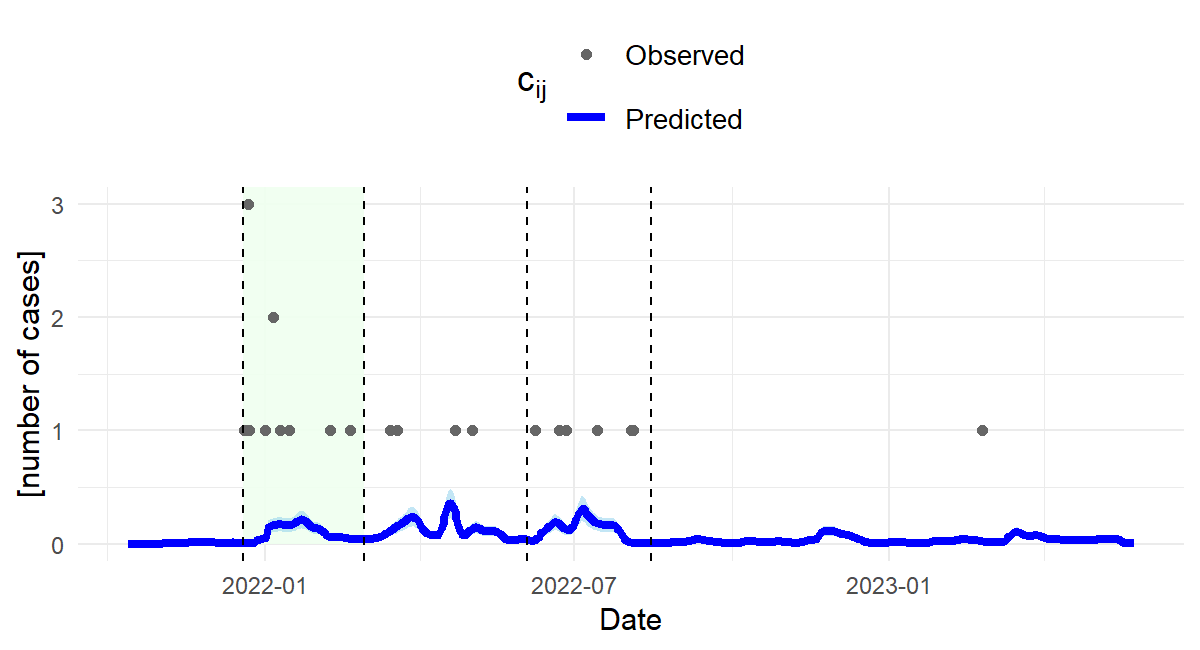 Observed
c_ij
Predicted
[number of cases]
3
2
1
0
2022-01
2022-07
2023-01
Date